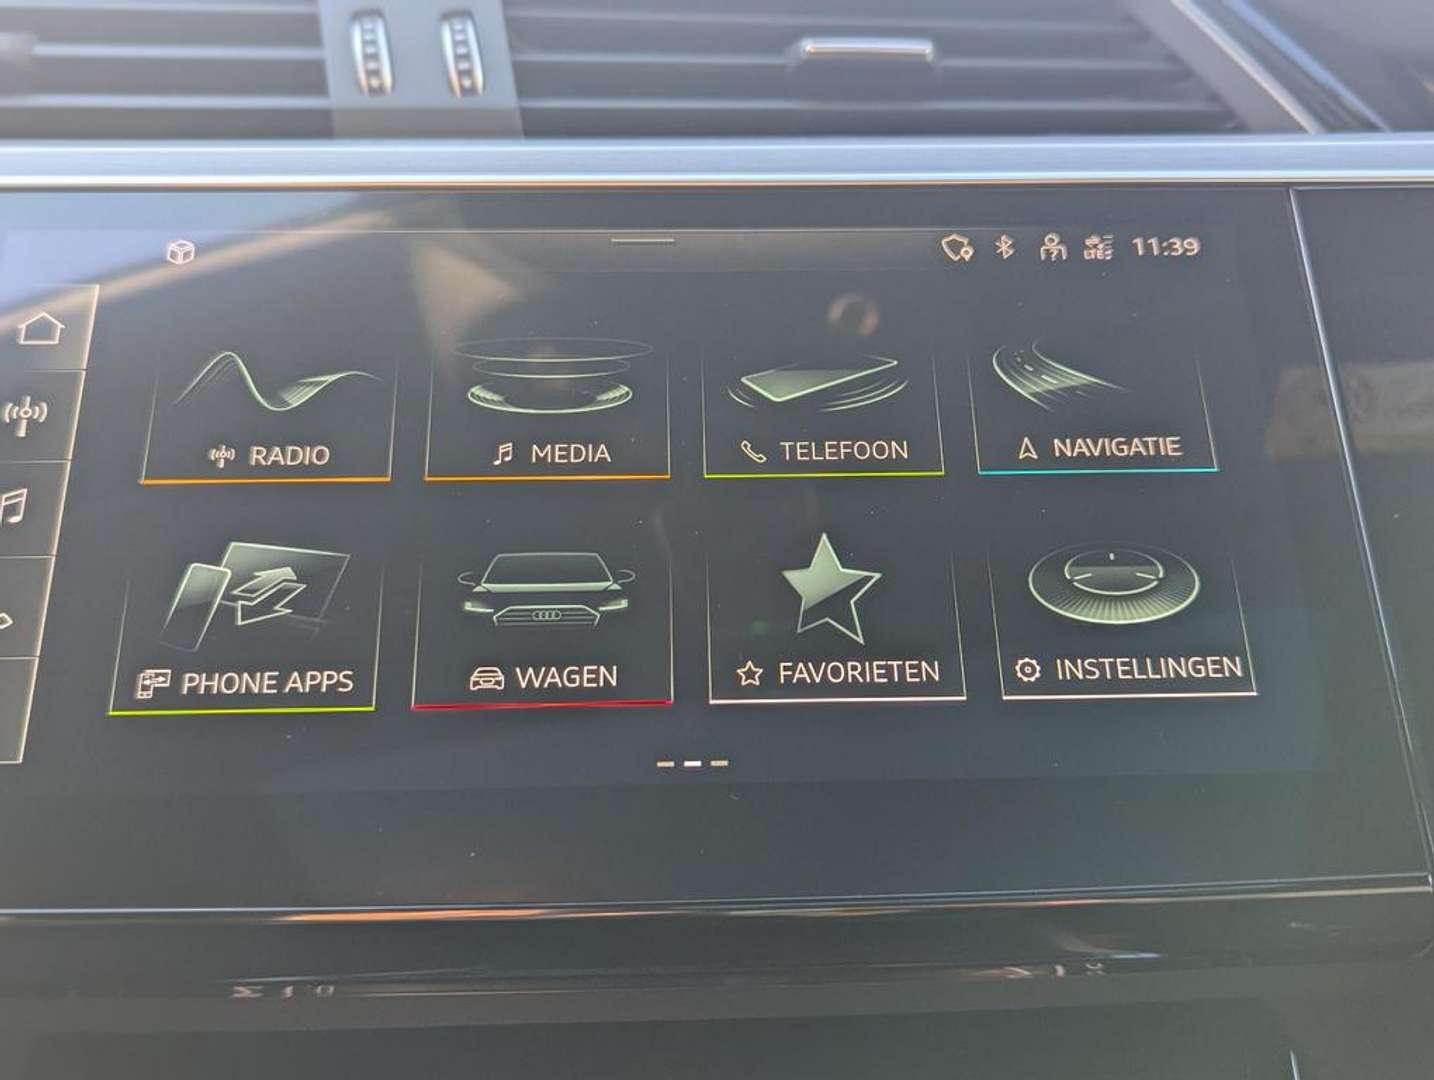 11:39
RADIO
MEDIA
TELEFOON
NAVIGATIE
PHONE APPS
WAGEN
FAVORIETEN
INSTELLINGEN